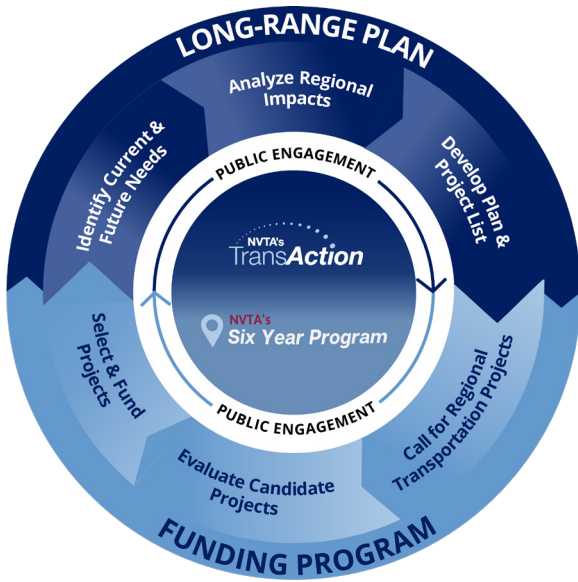 LONG-RANGE PLAN
Analyze Regional
Impacts
Identify Current &
Future Needs
Develop Plan &
Project List
PUBLIC ENGAGEMENT
NVTA's
TransAction
NVTA's
Six Year Program
PUBLIC ENGAGEMENT
Select & Fund
Projects
Call for Regional
Transportation Projects
Evaluate Candidate
Projects
FUNDING PROGRAM